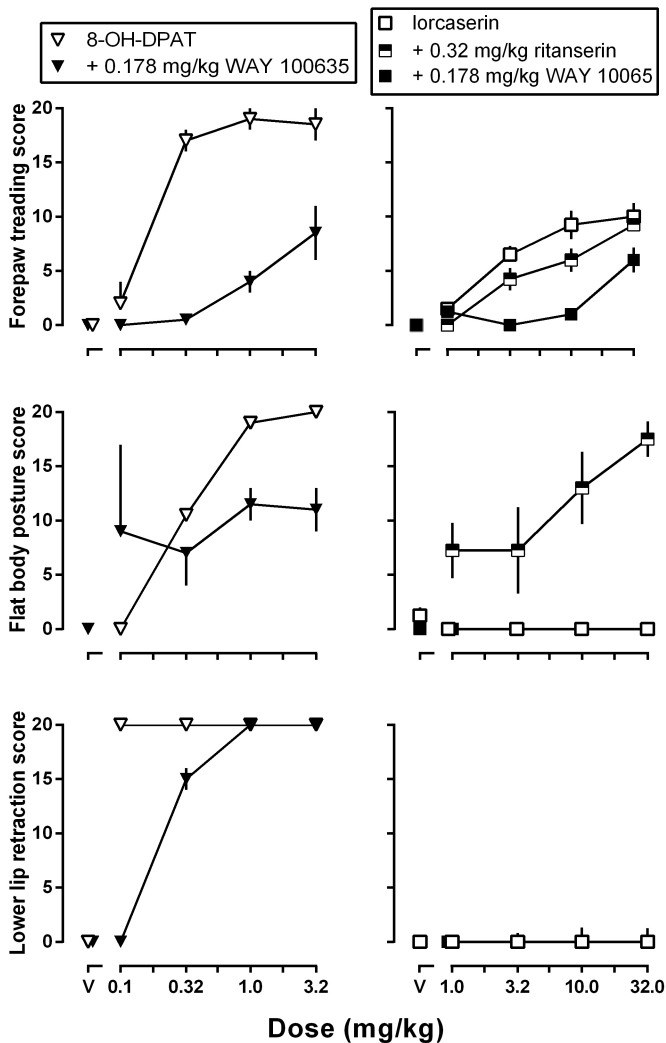 8-OH-DPAT
+ 0.178 mg/kg WAY 100635
lorcaserin
+ 0.32 mg/kg ritanserin
+ 0.178 mg/kg WAY 10065
Forepaw treading score
20
15
10
5
0
Flat body posture score
20
15
10
5
0
Lower lip retraction score
20
15
10
5
0
V 0.1 0.32 1.0 3.2
V 1.0 3.2 10.0 32.0
Dose (mg/kg)